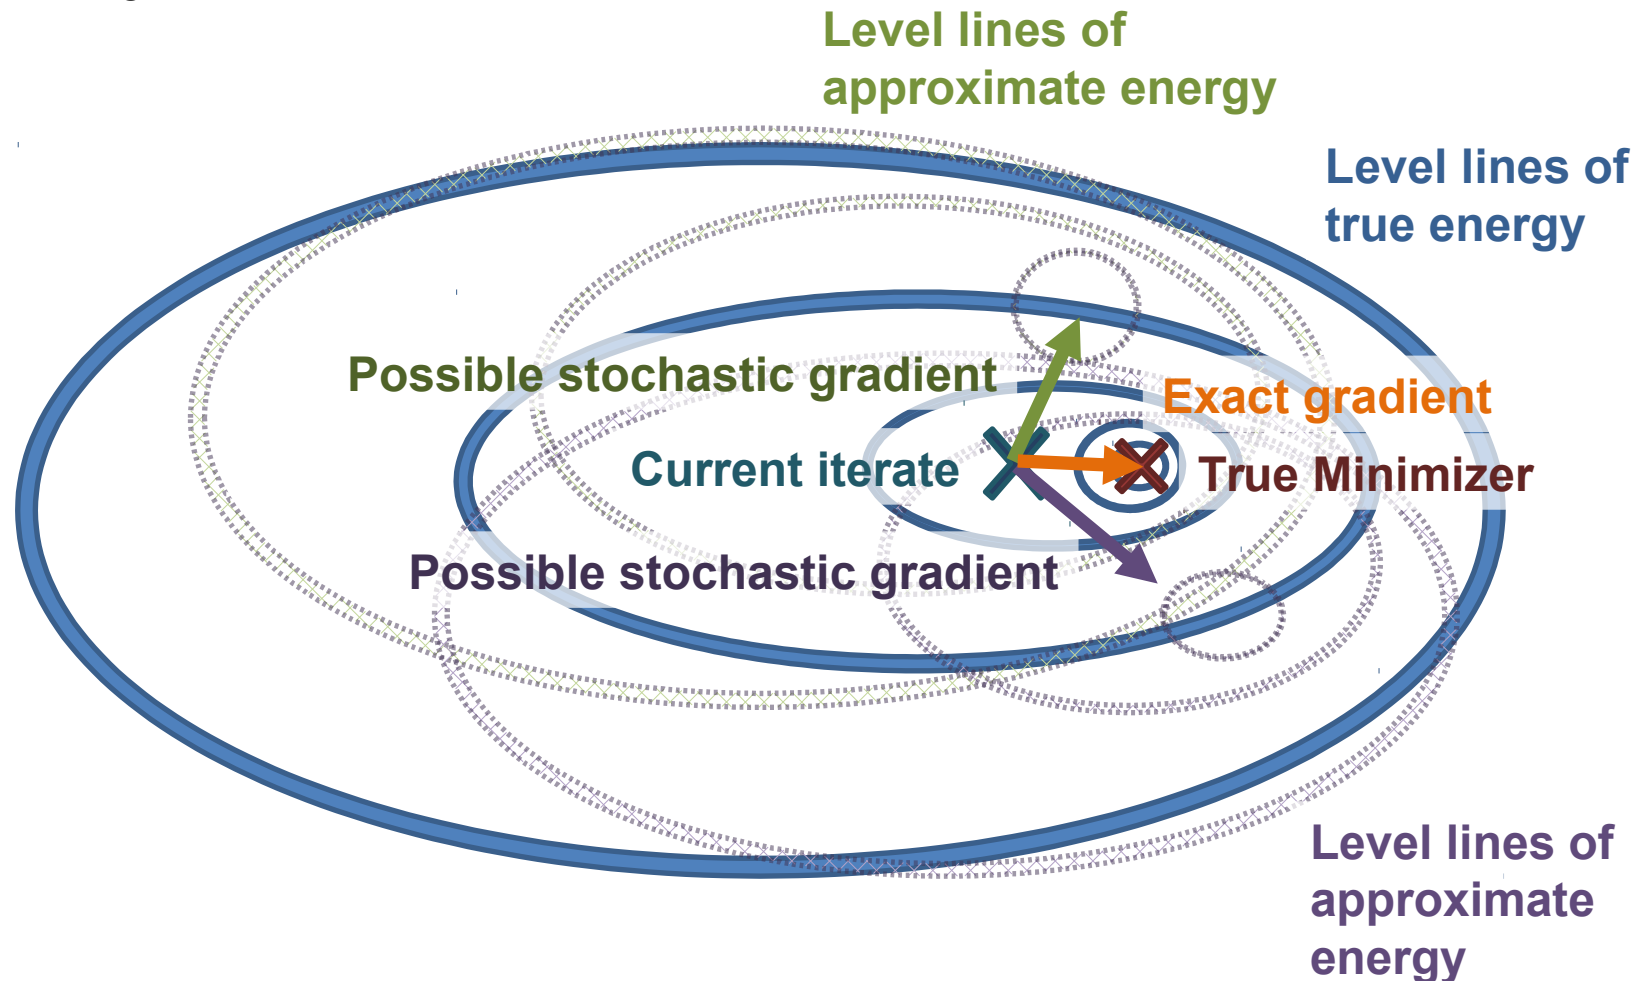 Level lines of
approximate energy
Level lines of
true energy
Possible stochastic gradient
Exact gradient
Current iterate
True Minimizer
Possible stochastic gradient
Level lines of
approximate
energy